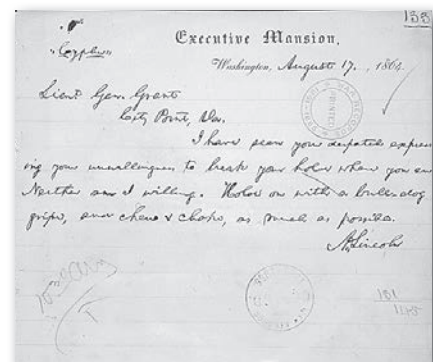 133
"Cypher"
Executive Mansion,
Washington, August 17, 1864.
Lieut. Gen. Grant
City Point, Va.
I have seen your despatch express
ing your unwillingness to break your hold where you are.
Neither am I willing. Hold on with a bull-dog
gripe, and chew & choke, as much as possible.
A. Lincoln